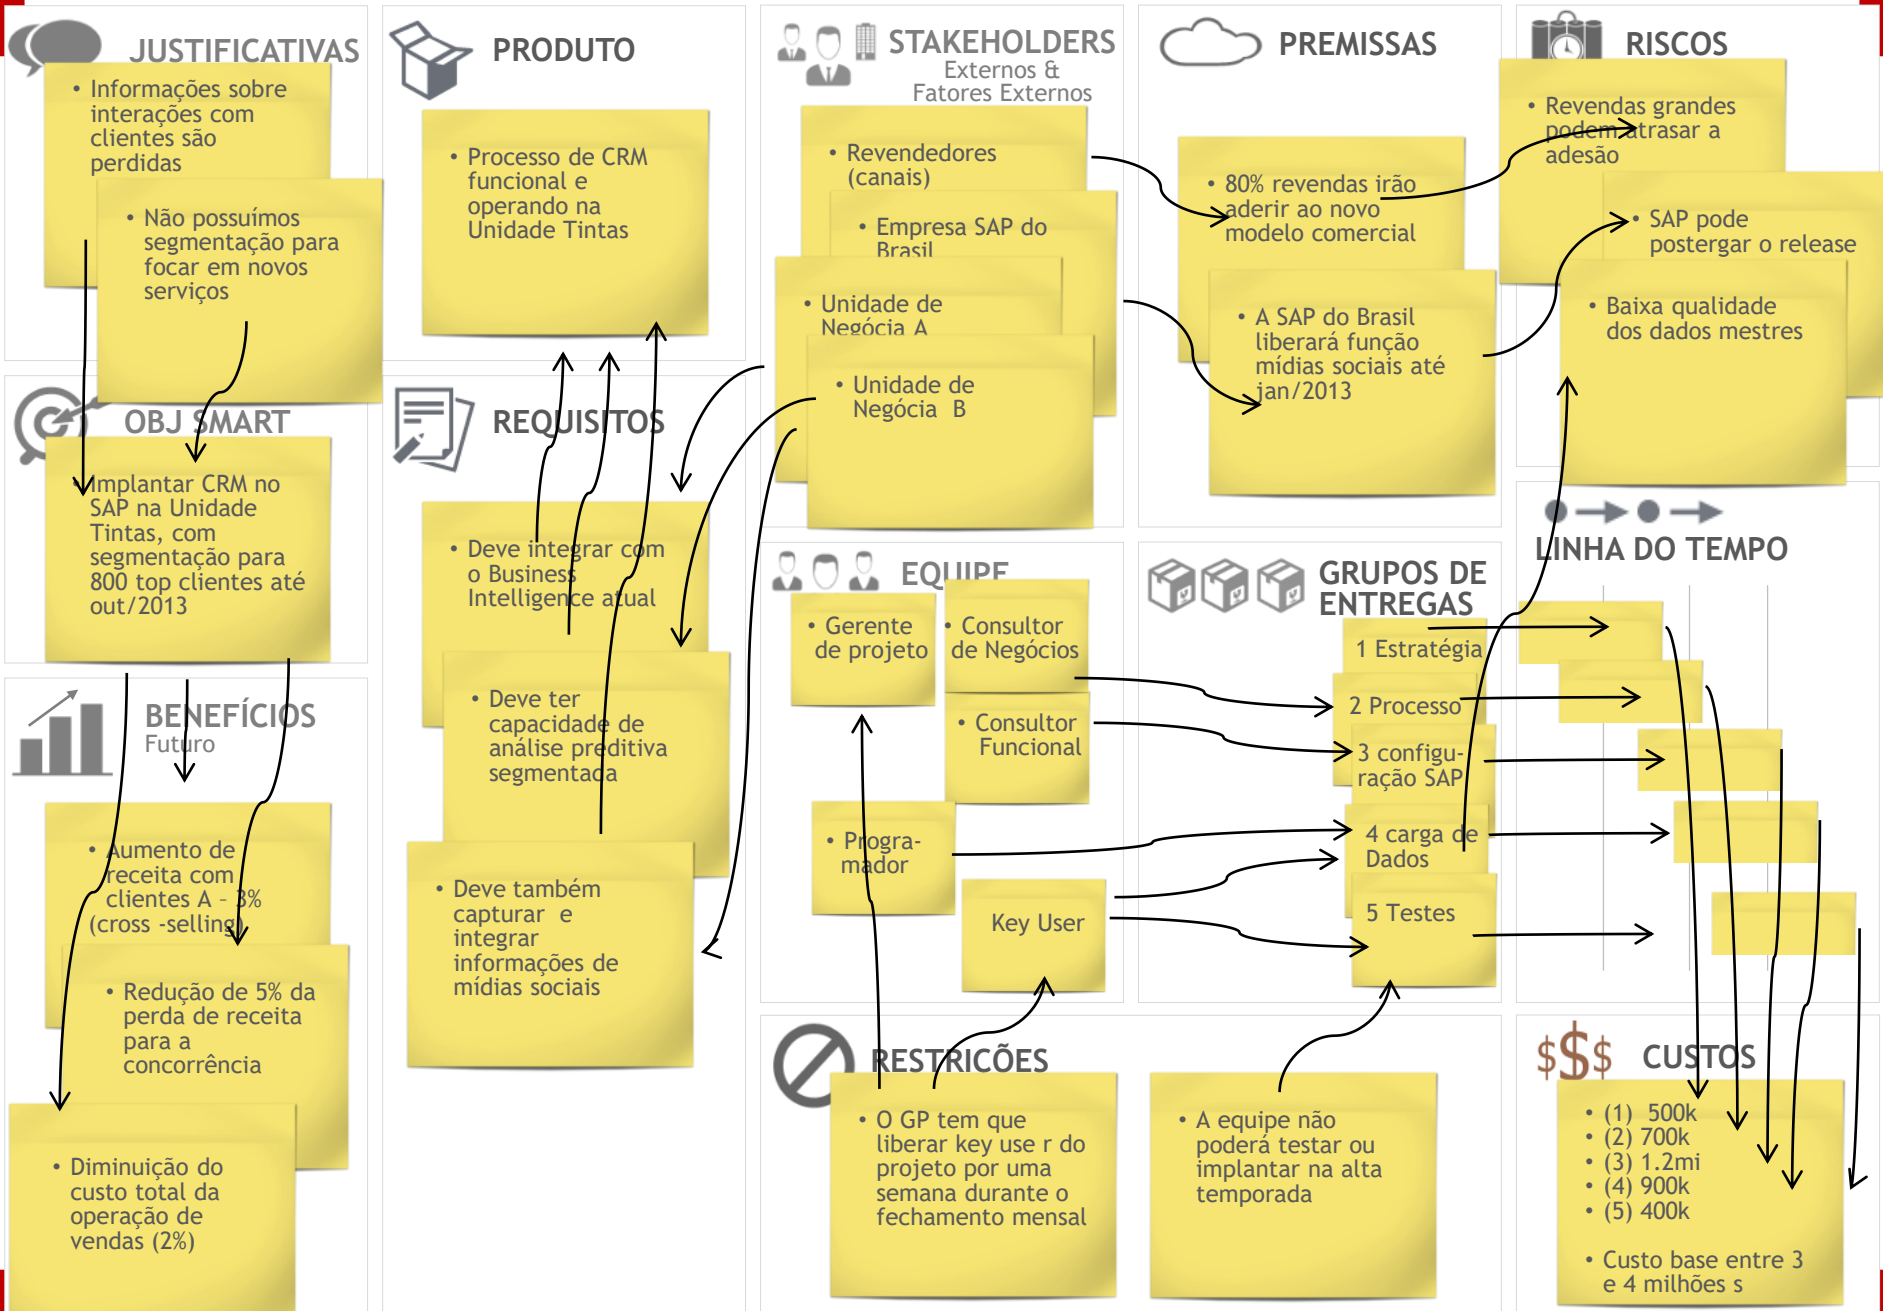 JUSTIFICATIVAS
• Informações sobre
interações com
clientes são
perdidas
• Não possuímos
segmentação para
focar em novos
serviços
OBJ SMART
Implantar CRM no
SAP na Unidade
Tintas, com
segmentação para
800 top clientes até
out/2013
BENEFÍCIOS
Futuro
• Aumento de
receita com
clientes A – 3%
(cross -selling)
• Redução de 5% da
perda de receita
para a
concorrência
• Diminuição do
custo total da
operação de
vendas (2%)
PRODUTO
• Processo de CRM
funcional e
operando na
Unidade Tintas
REQUISITOS
• Deve integrar com
o Business
Intelligence atual
• Deve ter
capacidade de
análise preditiva
segmentada
• Deve também
capturar e
integrar
informações de
mídias sociais
STAKEHOLDERS
Externos &
Fatores Externos
• Revendedores
(canais)
• Empresa SAP do
Brasil
• Unidade de
Negócia A
• Unidade de
Negócia B
EQUIPE
• Gerente
de projeto
• Consultor
de Negócios
• Consultor
Funcional
• Progra-
mador
Key User
PREMISSAS
• 80% revendas irão
aderir ao novo
modelo comercial
• A SAP do Brasil
liberará função
mídias sociais até
jan/2013
GRUPOS DE
ENTREGAS
1 Estratégia
2 Processo
3 configu-
ração SAP
4 carga de
Dados
5 Testes
RISCOS
• Revendas grandes
podem atrasar a
adesão
• SAP pode
postergar o release
• Baixa qualidade
dos dados mestres
LINHA DO TEMPO
RESTRICÕES
• O GP tem que
liberar key use r do
projeto por uma
semana durante o
fechamento mensal
• A equipe não
poderá testar ou
implantar na alta
temporada
$$$ CUSTOS
• (1) 500k
• (2) 700k
• (3) 1.2mi
• (4) 900k
• (5) 400k
• Custo base entre 3
e 4 milhões s